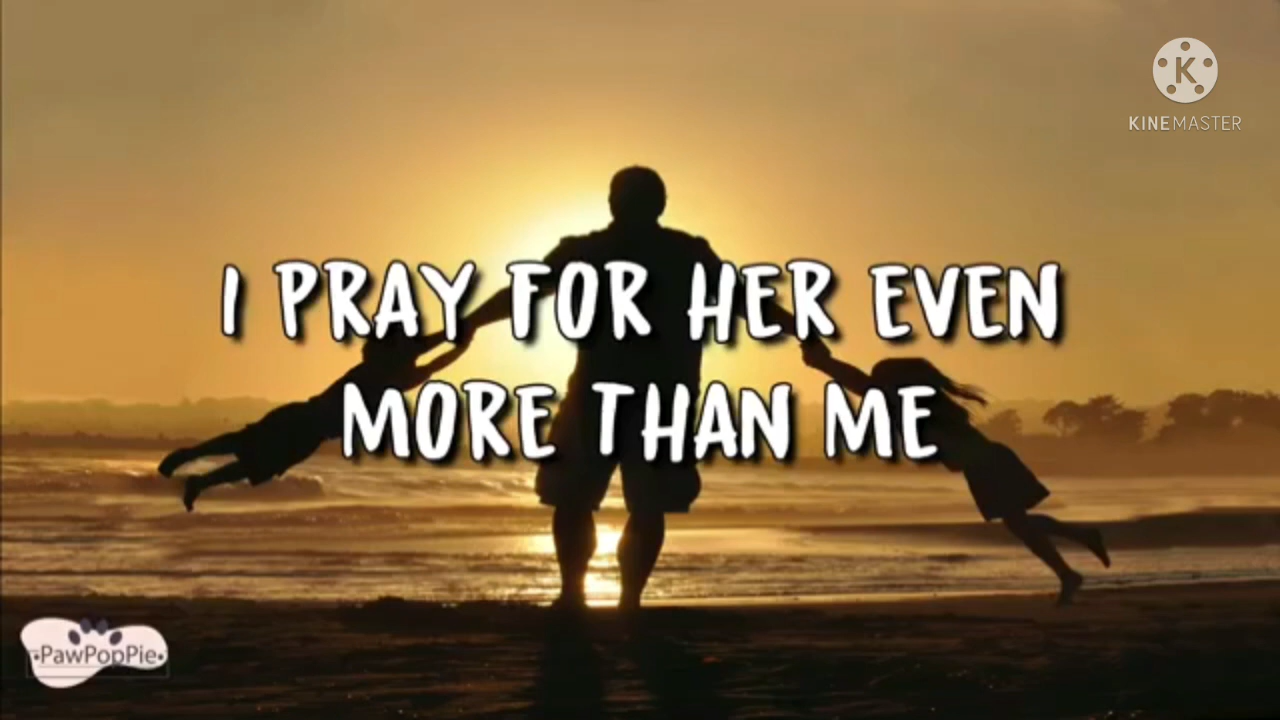 K
KINEMASTER
I PRAY FOR HER EVEN
MORE THAN ME
•PawPopPie•